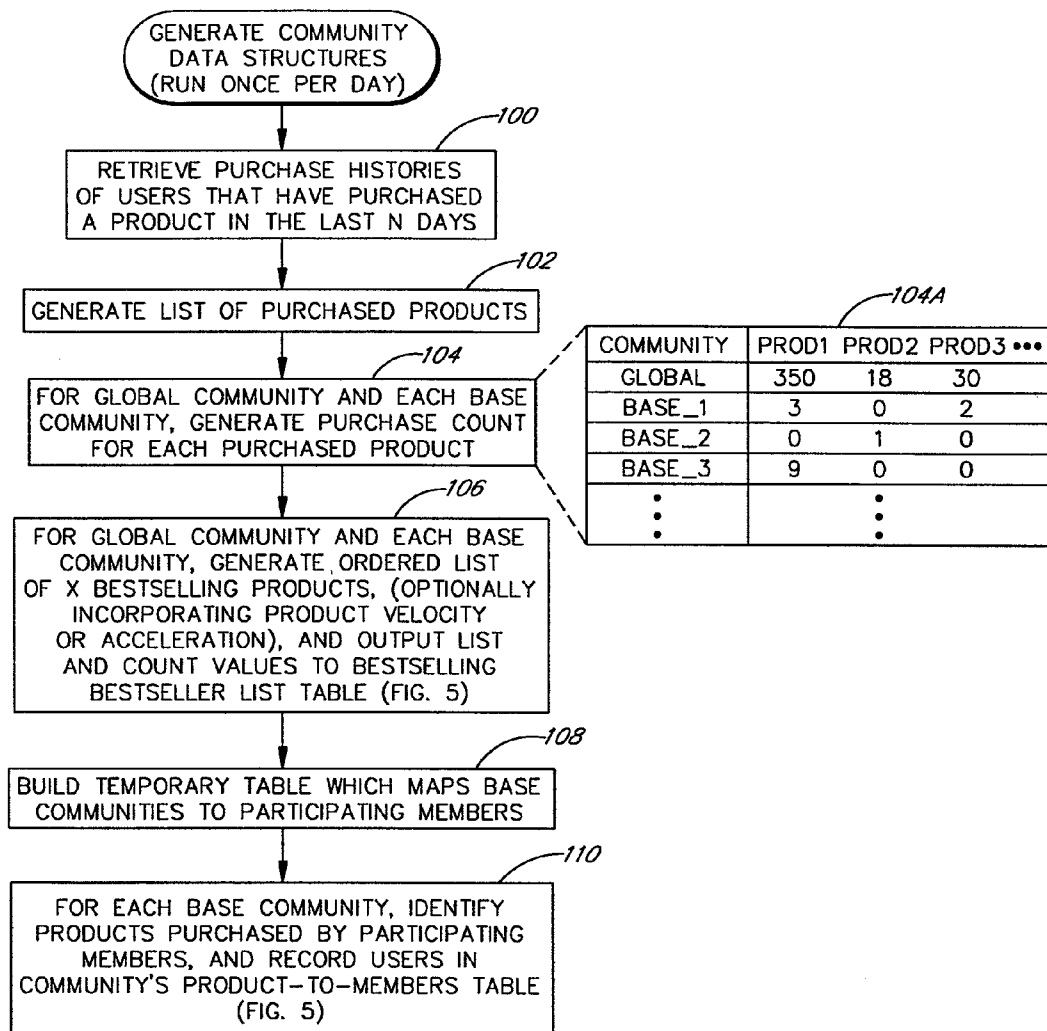 GENERATE COMMUNITY
DATA STRUCTURES
(RUN ONCE PER DAY)
100
RETRIEVE PURCHASE HISTORIES
OF USERS THAT HAVE PURCHASED
A PRODUCT IN THE LAST N DAYS
102
GENERATE LIST OF PURCHASED PRODUCTS
104
FOR GLOBAL COMMUNITY AND EACH BASE
COMMUNITY, GENERATE PURCHASE COUNT
FOR EACH PURCHASED PRODUCT
104A
COMMUNITY PROD1 PROD2 PROD3 •••
GLOBAL 350 18 30
BASE_1 3 0 2
BASE_2 0 1 0
BASE_3 9 0 0
106
FOR GLOBAL COMMUNITY AND EACH BASE
COMMUNITY, GENERATE ORDERED LIST
OF X BESTSELLING PRODUCTS, (OPTIONALLY
INCORPORATING PRODUCT VELOCITY
OR ACCELERATION), AND OUTPUT LIST
AND COUNT VALUES TO BESTSELLING
BESTSELLER LIST TABLE (FIG. 5)
108
BUILD TEMPORARY TABLE WHICH MAPS BASE
COMMUNITIES TO PARTICIPATING MEMBERS
110
FOR EACH BASE COMMUNITY, IDENTIFY
PRODUCTS PURCHASED BY PARTICIPATING
MEMBERS, AND RECORD USERS IN
COMMUNITY'S PRODUCT-TO-MEMBERS TABLE
(FIG. 5)